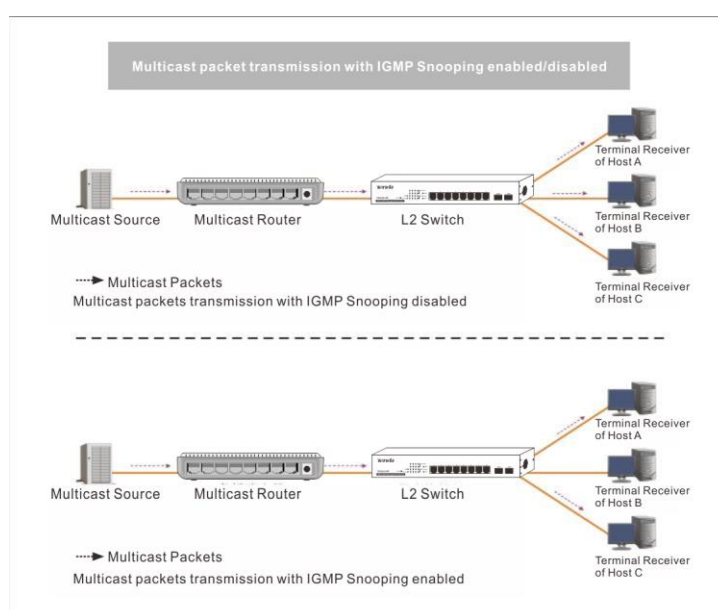 Multicast packet transmission with IGMP Snooping enabled/disabled
Terminal Receiver
of Host A
Multicast Source
Multicast Router
L2 Switch
Terminal Receiver
of Host B
Multicast Packets
Multicast packets transmission with IGMP Snooping disabled
Terminal Receiver
of Host C
Terminal Receiver
of Host A
Multicast Source
Multicast Router
L2 Switch
Terminal Receiver
of Host B
Multicast Packets
Multicast packets transmission with IGMP Snooping enabled
Terminal Receiver
of Host C